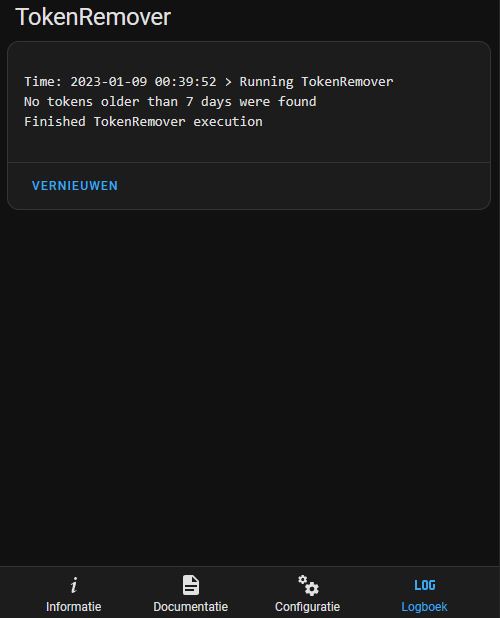 TokenRemover
Time: 2023-01-09 00:39:52 > Running TokenRemover
No tokens older than 7 days were found
Finished TokenRemover execution
VERNIEUWEN
i
LOG
Informatie
Documentatie
Configuratie
Logboek